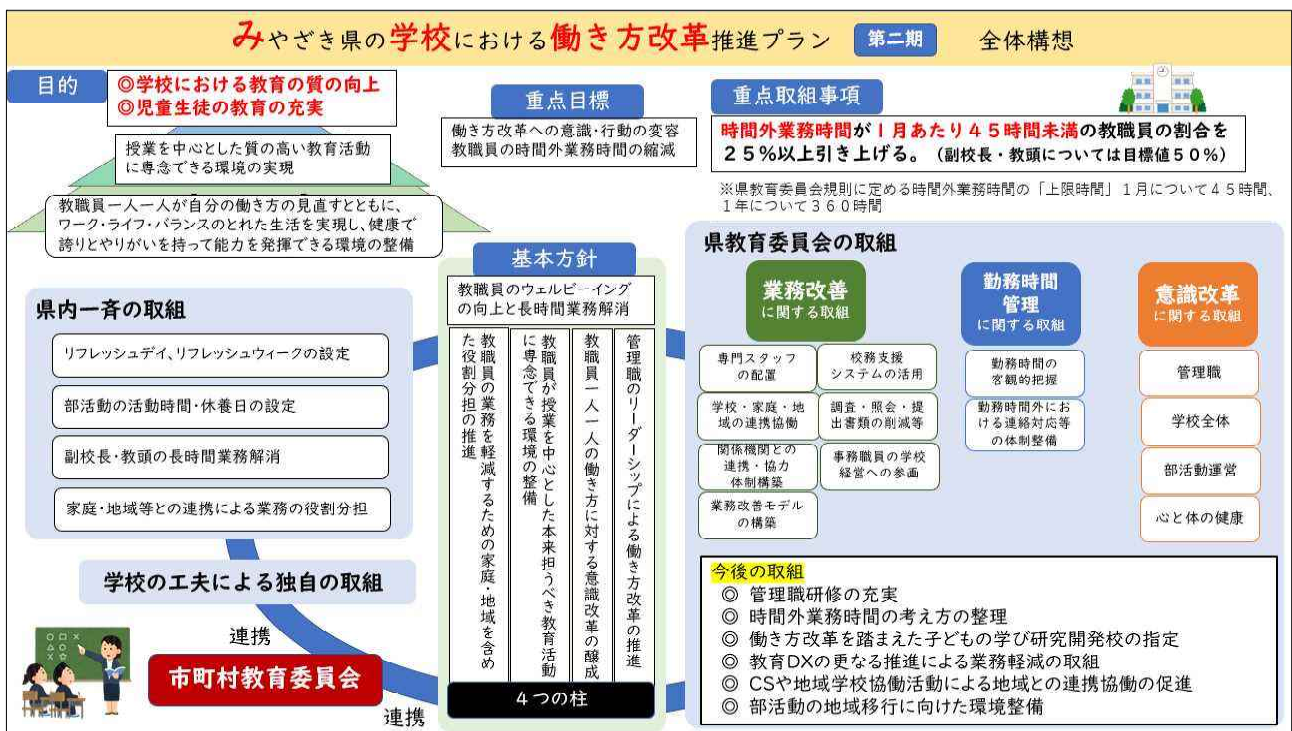 みやざき県の学校における働き方改革推進プラン 第二期 全体構想
目的
◎学校における教育の質の向上
◎児童生徒の教育の充実
授業を中心とした質の高い教育活動
に専念できる環境の実現
教職員一人一人が自分の働き方の見直すとともに、
ワーク・ライフ・バランスのとれた生活を実現し、健康で
誇りとやりがいを持って能力を発揮できる環境の整備
重点目標
働き方改革への意識・行動の変容
教職員の時間外業務時間の縮減
重点取組事項
時間外業務時間が1月あたり45時間未満の教職員の割合を
25%以上引き上げる。(副校長・教頭については目標値50%)
※県教育委員会規則に定める時間外業務時間の「上限時間」1月について45時間、
1年について360時間
県内一斉の取組
リフレッシュデイ、リフレッシュウィークの設定
部活動の活動時間・休養日の設定
副校長・教頭の長時間業務解消
家庭・地域等との連携による業務の役割分担
学校の工夫による独自の取組
連携
市町村教育委員会
連携
基本方針
教職員のウェルビーイング
の向上と長時間業務解消
管理職のリーダーシップによる働き方改革の推進
教職員一人一人の働き方に対する意識改革の醸成
教職員が授業を中心とした本来担うべき教育活動
に専念できる環境の整備
教職員の業務を軽減するための家庭・地域を含め
た役割分担の推進
4つの柱
県教育委員会の取組
業務改善
に関する取組
専門スタッフ
の配置
校務支援
システムの活用
学校・家庭・地
域の連携協働
調査・照会・提
出書類の削減等
関係機関との
連携・協力
体制構築
事務職員の学校
経営への参画
業務改善モデル
の構築
勤務時間
管理
に関する取組
勤務時間の
客観的把握
勤務時間外にお
ける連絡対応等
の体制整備
意識改革
に関する取組
管理職
学校全体
部活動運営
心と体の健康
今後の取組
◎ 管理職研修の充実
◎ 時間外業務時間の考え方の整理
◎ 働き方改革を踏まえた子どもの学び研究開発校の指定
◎ 教育DXの更なる推進による業務軽減の取組
◎ CSや地域学校協働活動による地域との連携協働の促進
◎ 部活動の地域移行に向けた環境整備